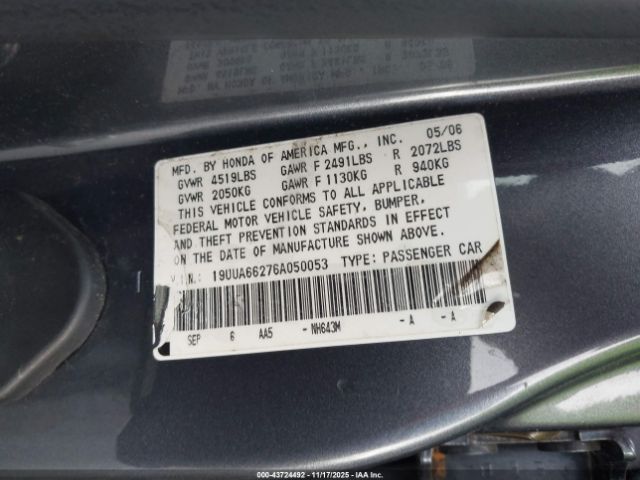 MFD. BY HONDA OF AMERICA MFG., INC. 05/06
GVWR 4519LBS GAWR F 2491LBS R 2072LBS
GVWR 2050KG GAWR F 1130KG R 940KG
THIS VEHICLE CONFORMS TO ALL APPLICABLE
FEDERAL MOTOR VEHICLE SAFETY, BUMPER,
AND THEFT PREVENTION STANDARDS IN EFFECT
ON THE DATE OF MANUFACTURE SHOWN ABOVE.
V.I.N.: 19UUA66276A050053 TYPE: PASSENGER CAR
SEP 6 AA5 -NH643M -A -A
000-43724492 - 11/17/2025 - IAAI.COM